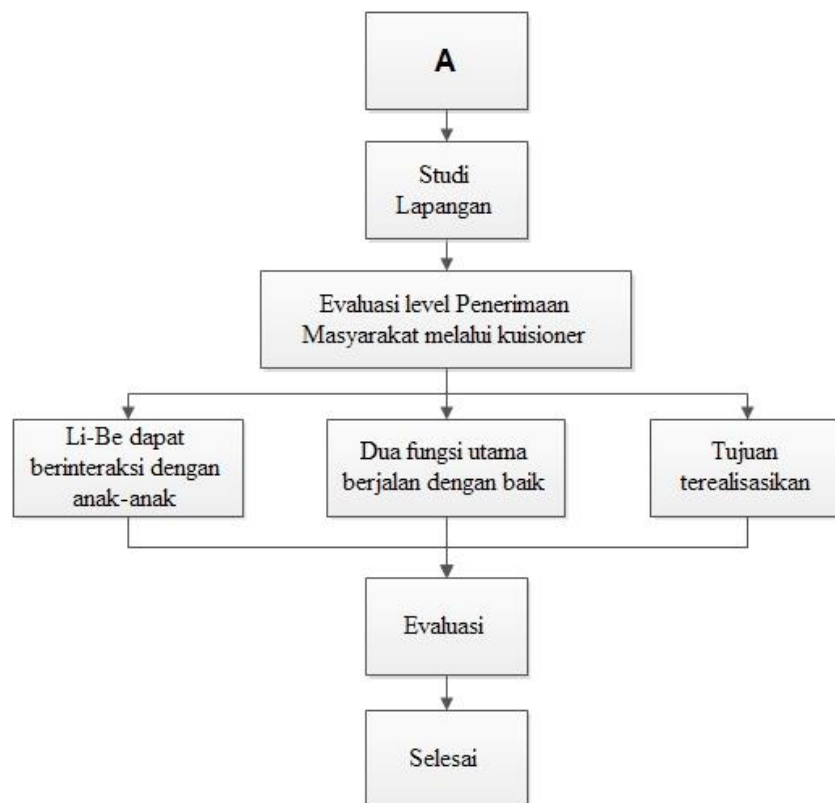 A
Studi
Lapangan
Evaluasi level Penerimaan
Masyarakat melalui kuisioner
Li-Be dapat
berinteraksi dengan
anak-anak
Dua fungsi utama
berjalan dengan baik
Tujuan
terealisasikan
Evaluasi
Selesai